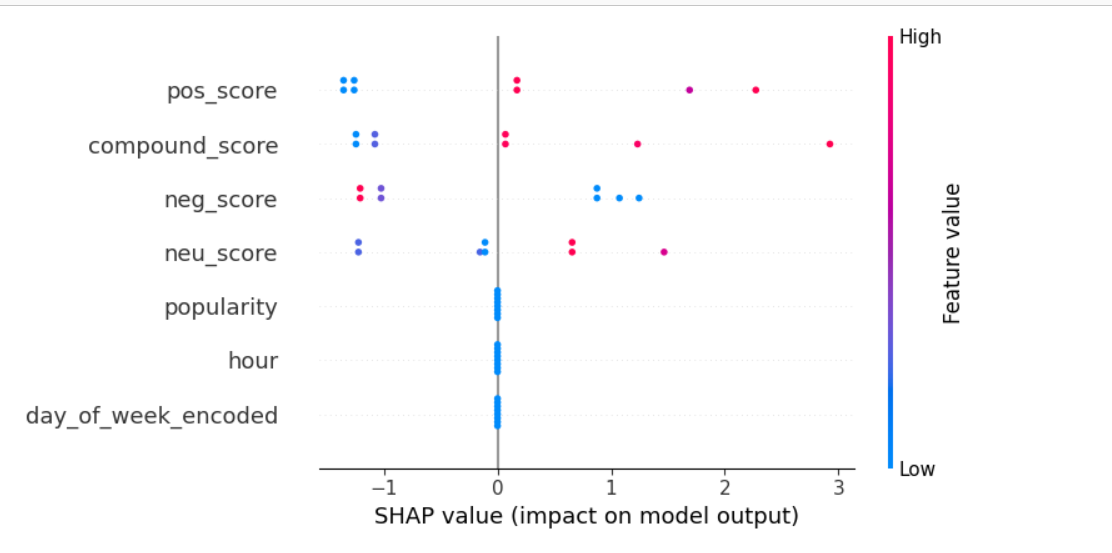 High
pos_score
compound_score
neg_score
neu_score
popularity
hour
day_of_week_encoded
Feature value
Low
−1 0 1 2 3
SHAP value (impact on model output)